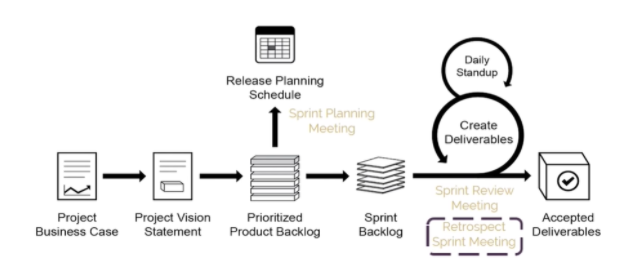 Daily
Standup
Release Planning
Schedule
Sprint Planning
Meeting
Create
Deliverables
Project
Business Case
Project Vision
Statement
Prioritized
Product Backlog
Sprint
Backlog
Sprint Review
Meeting
Retrospect
Sprint Meeting
Accepted
Deliverables